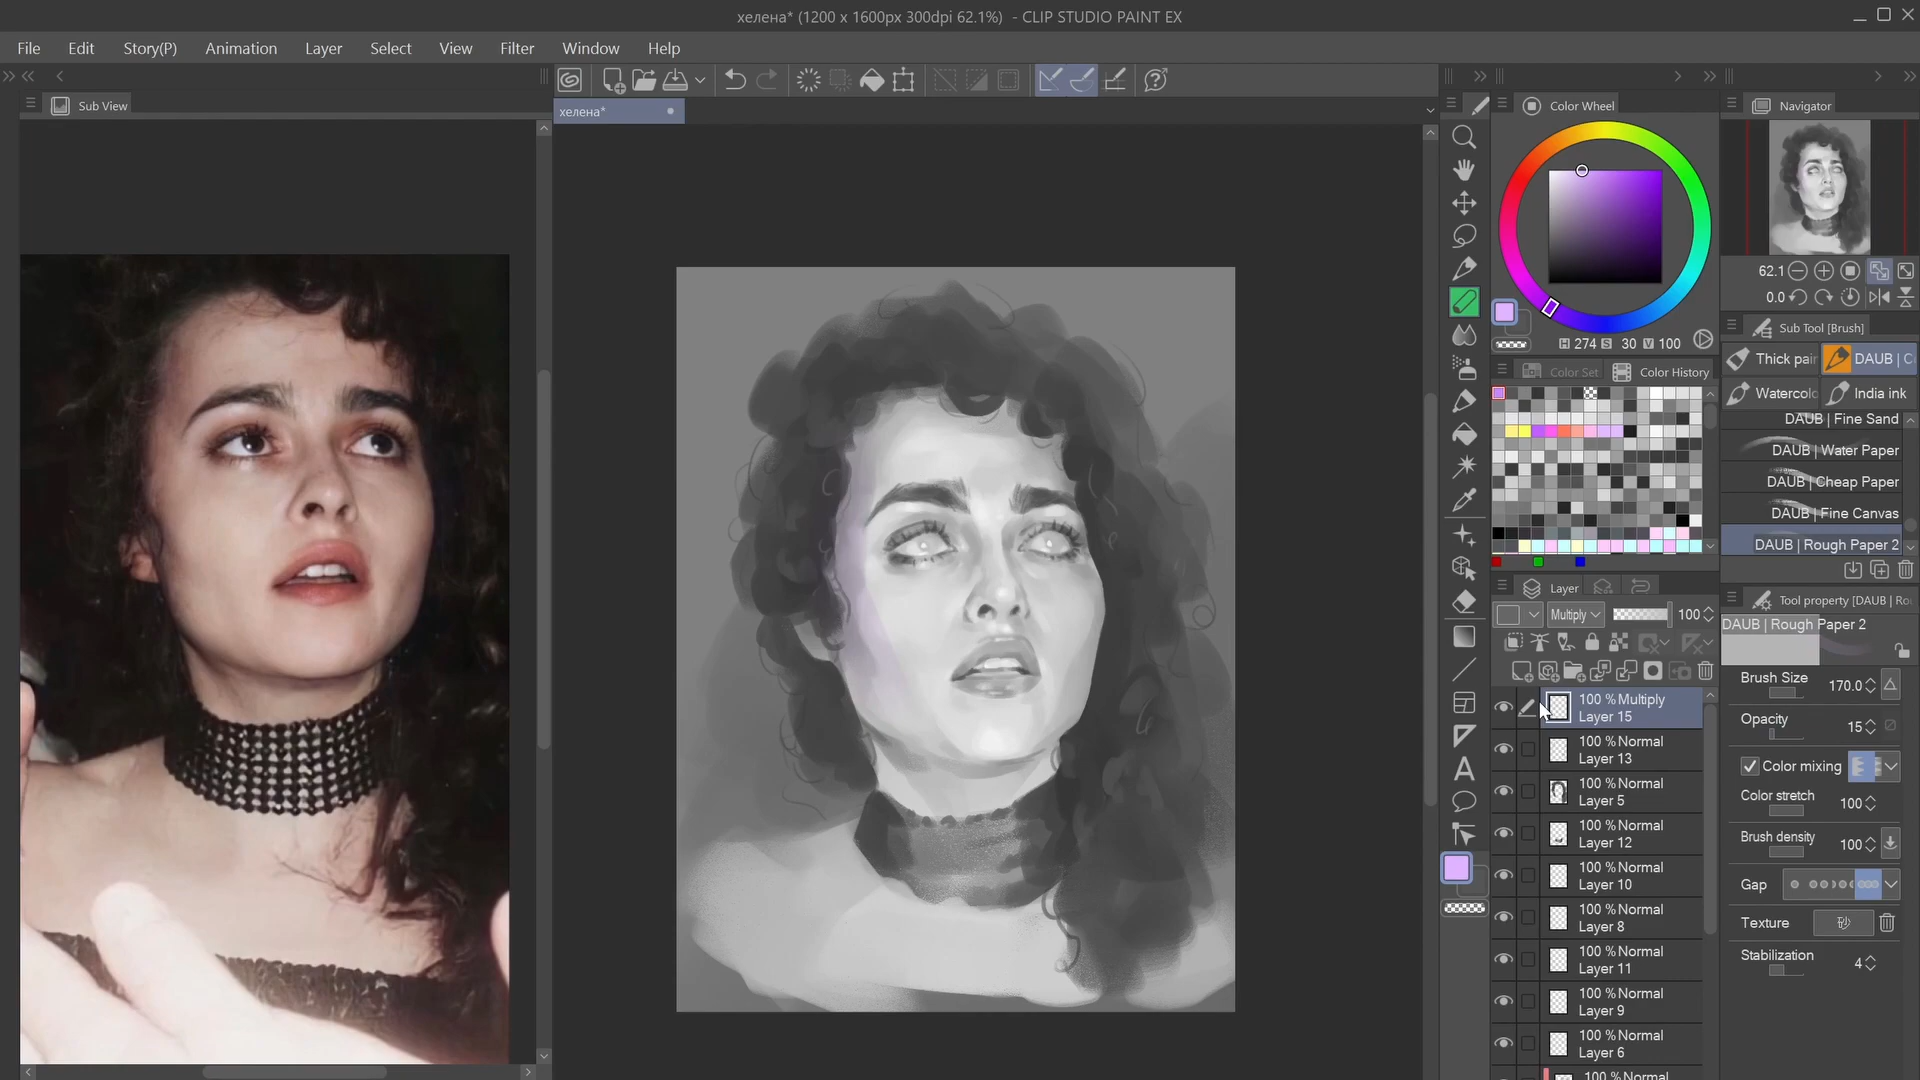 хелена* (1200 x 1600px 300dpi 62.1%) - CLIP STUDIO PAINT EX
File Edit Story(P) Animation Layer Select View Filter Window Help
Sub View
хелена*
Color Wheel
H 274 S 30 V 100
Color Set Color History
Layer
Multiply 100
100 % Multiply
Layer 15
100 % Normal
Layer 13
100 % Normal
Layer 5
100 % Normal
Layer 12
100 % Normal
Layer 10
100 % Normal
Layer 8
100 % Normal
Layer 11
100 % Normal
Layer 9
100 % Normal
Layer 6
100 % Normal
Navigator
62.1
0.0
Sub Tool [Brush]
Thick pain DAUB | C
Watercolo India ink
DAUB | Fine Sand
DAUB | Water Paper
DAUB | Cheap Paper
DAUB | Fine Canvas
DAUB | Rough Paper 2
Tool property [DAUB | Ro
DAUB | Rough Paper 2
Brush Size 170.0
Opacity 15
Color mixing
Color stretch 100
Brush density 100
Gap
Texture
Stabilization 4